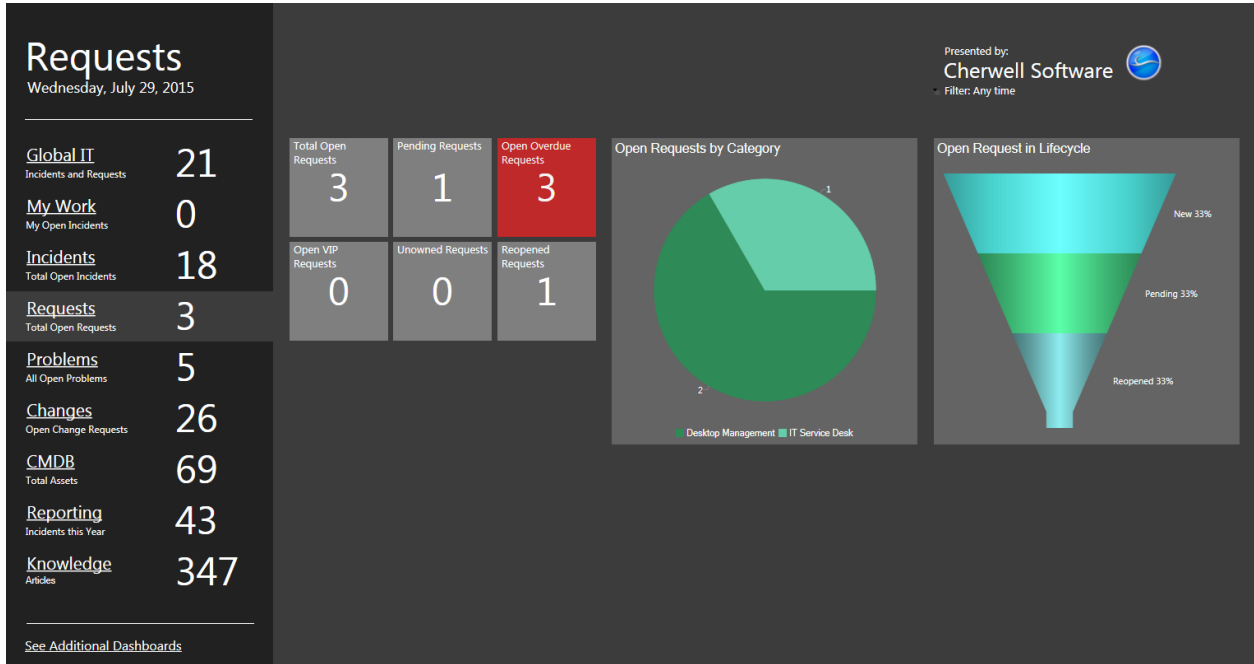 Requests
Wednesday, July 29, 2015
Presented by:
Cherwell Software
Filter: Any time
Global IT
Incidents and Requests
21
My Work
My Open Incidents
0
Incidents
Total Open Incidents
18
Requests
Total Open Requests
3
Problems
All Open Problems
5
Changes
Open Change Requests
26
CMDB
Total Assets
69
Reporting
Incidents this Year
43
Knowledge
Articles
347
See Additional Dashboards
Total Open
Requests
3
Pending Requests
1
Open Overdue
Requests
3
Open VIP
Requests
0
Unowned Requests
0
Reopened
Requests
1
Open Requests by Category
1
2
Desktop Management IT Service Desk
Open Request in Lifecycle
New 33%
Pending 33%
Reopened 33%